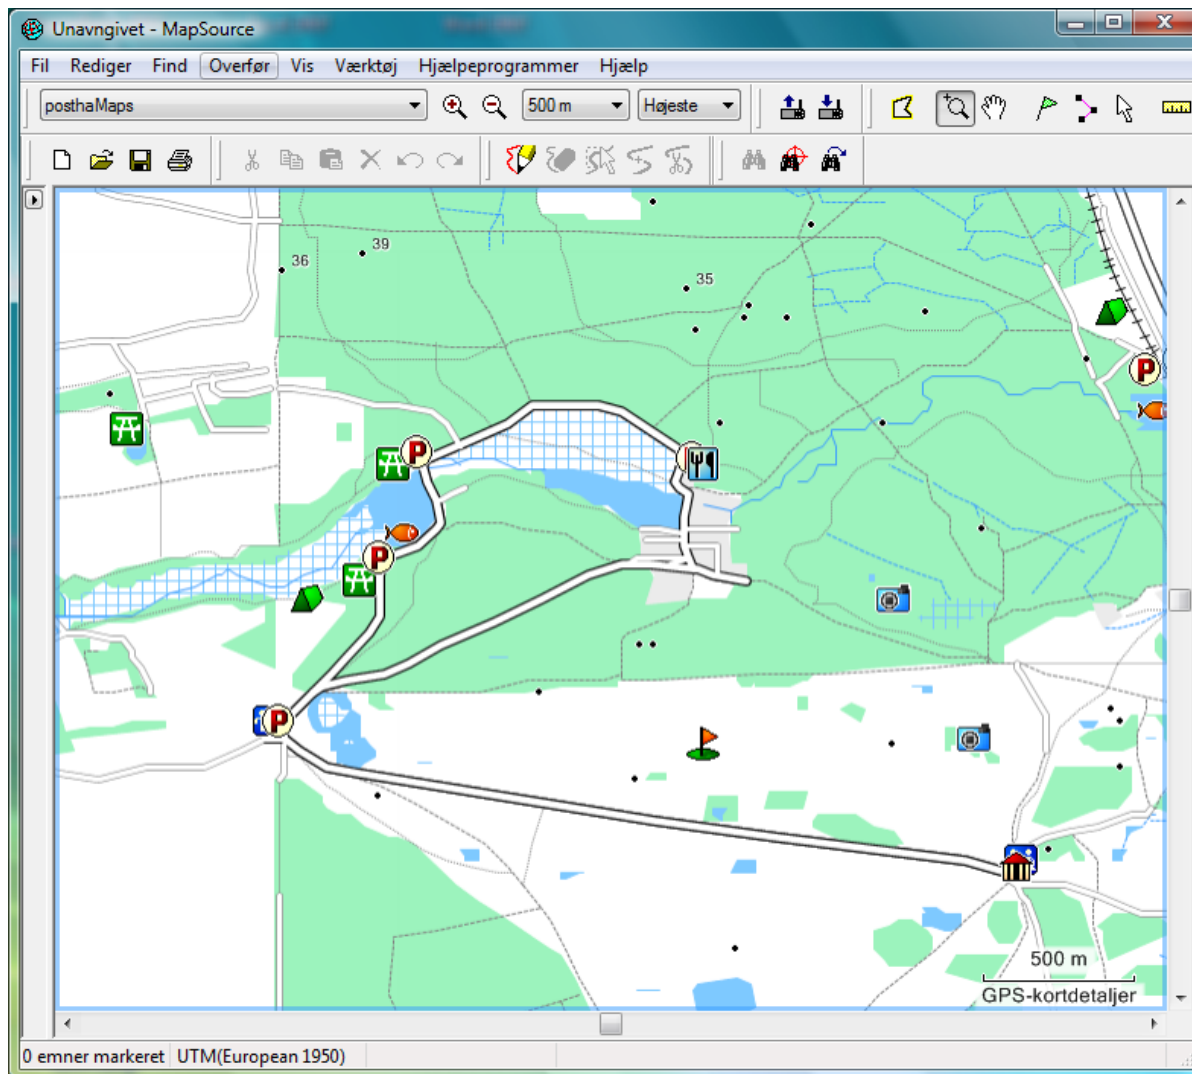 Unavngivet - MapSource
Fil Rediger Find Overfør Vis Værktøj Hjælpeprogrammer Hjælp
posthaMaps 500 m Højeste
39
36
35
P
P
P
P
500 m
GPS-kortdetaljer
0 emner markeret UTM(European 1950)